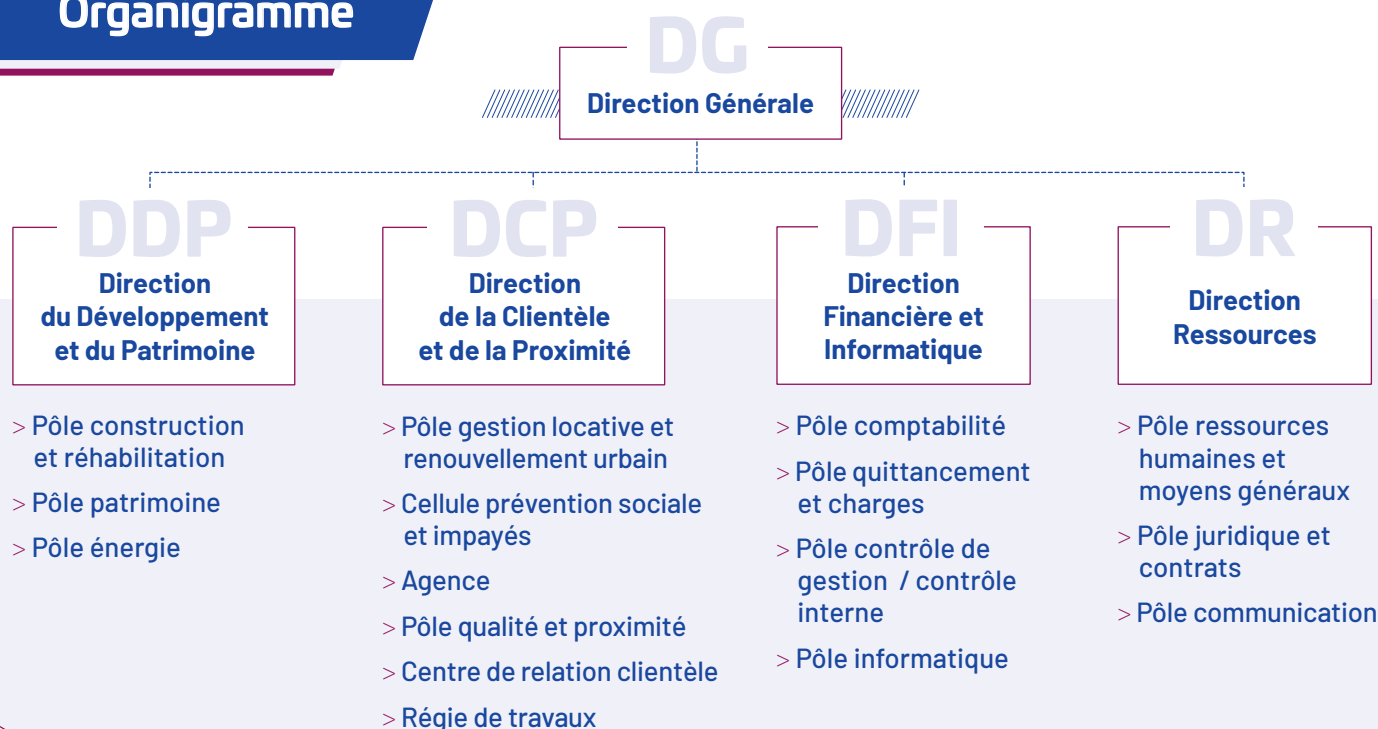 Organigramme
DG
Direction Générale
DDP
Direction
du Développement
et du Patrimoine
> Pôle construction
et réhabilitation
> Pôle patrimoine
> Pôle énergie
DCP
Direction
de la Clientèle
et de la Proximité
> Pôle gestion locative et
renouvellement urbain
> Cellule prévention sociale
et impayés
> Agence
> Pôle qualité et proximité
> Centre de relation clientèle
> Régie de travaux
DFI
Direction
Financière et
Informatique
> Pôle comptabilité
> Pôle quittancement
et charges
> Pôle contrôle de
gestion / contrôle
interne
> Pôle informatique
DR
Direction
Ressources
> Pôle ressources
humaines et
moyens généraux
> Pôle juridique et
contrats
> Pôle communication